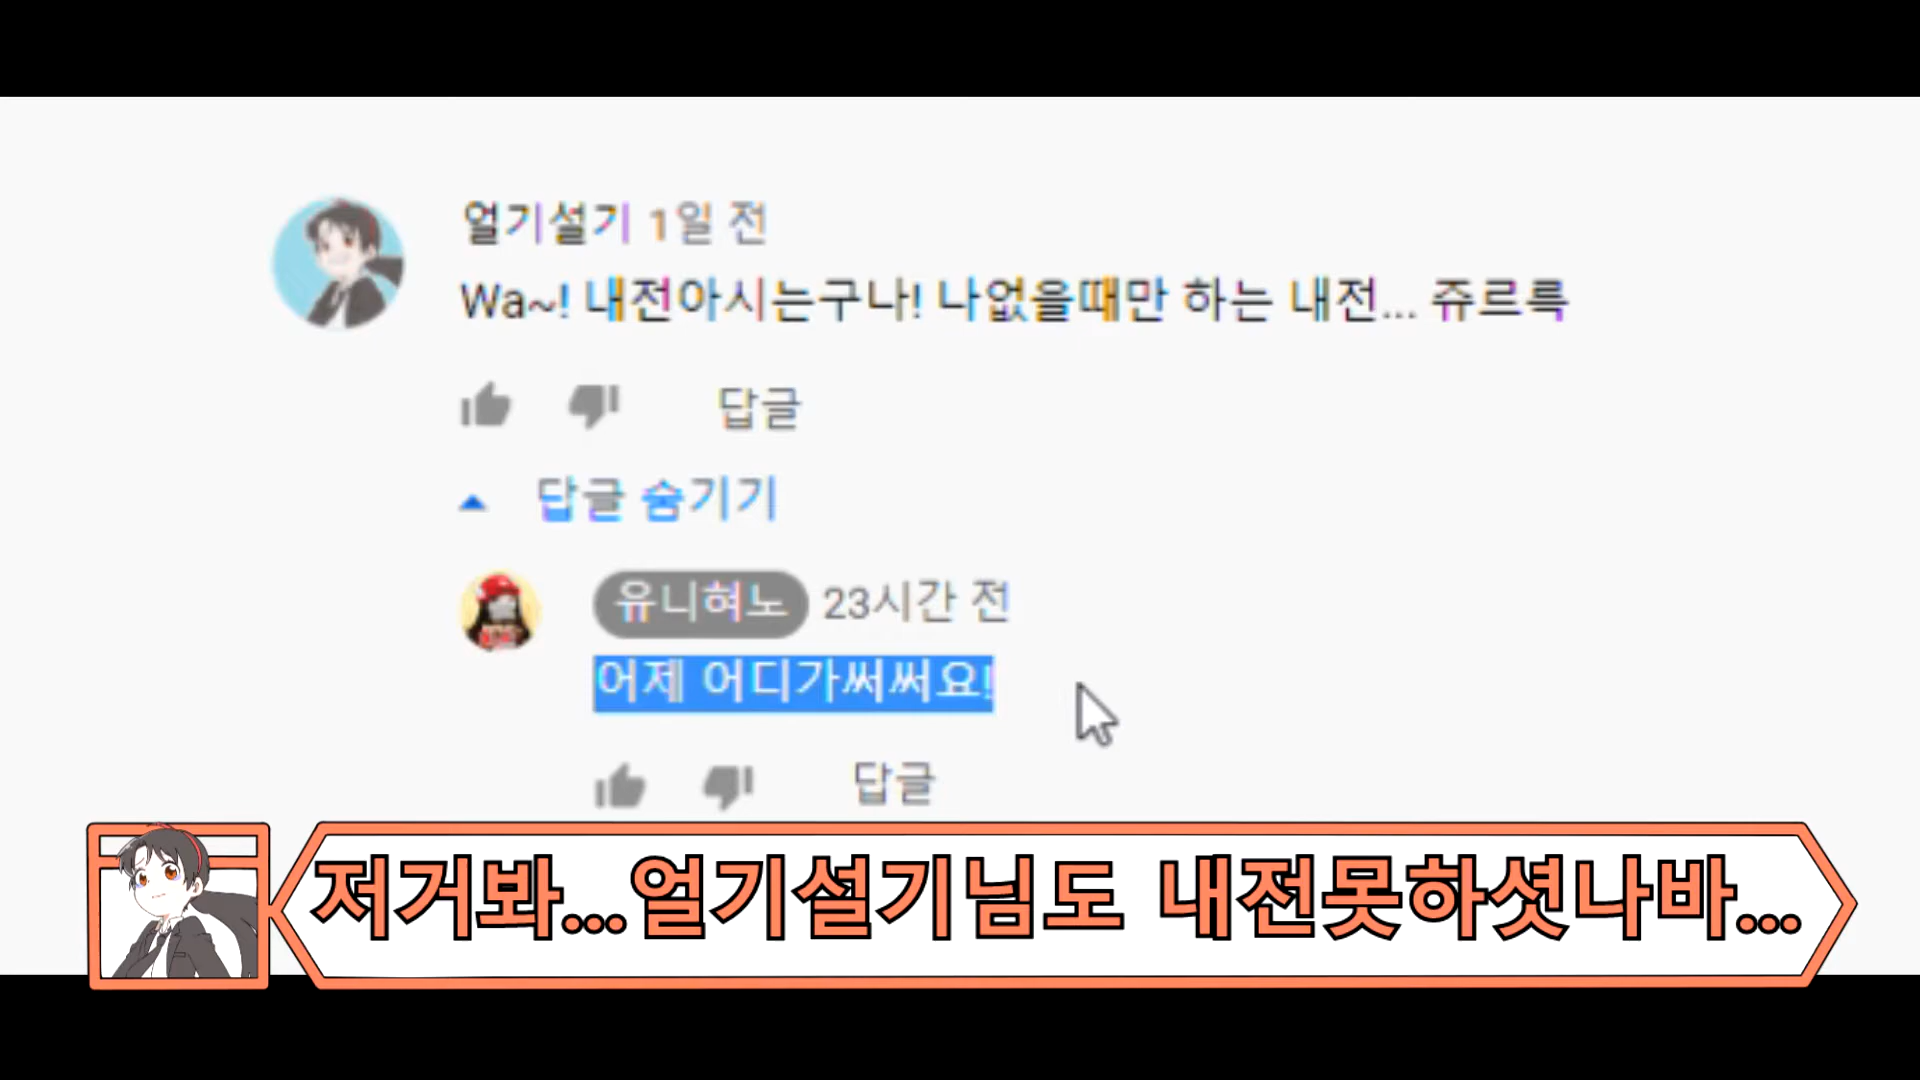 얼기설기 1일 전
Wa~! 내전아시는구나! 나없을때만 하는 내전... 쥬르륵
답글
답글 숨기기
유니혀노 23시간 전
어제 어디가써써요!
답글
저거봐...얼기설기님도 내전못하셧나바...